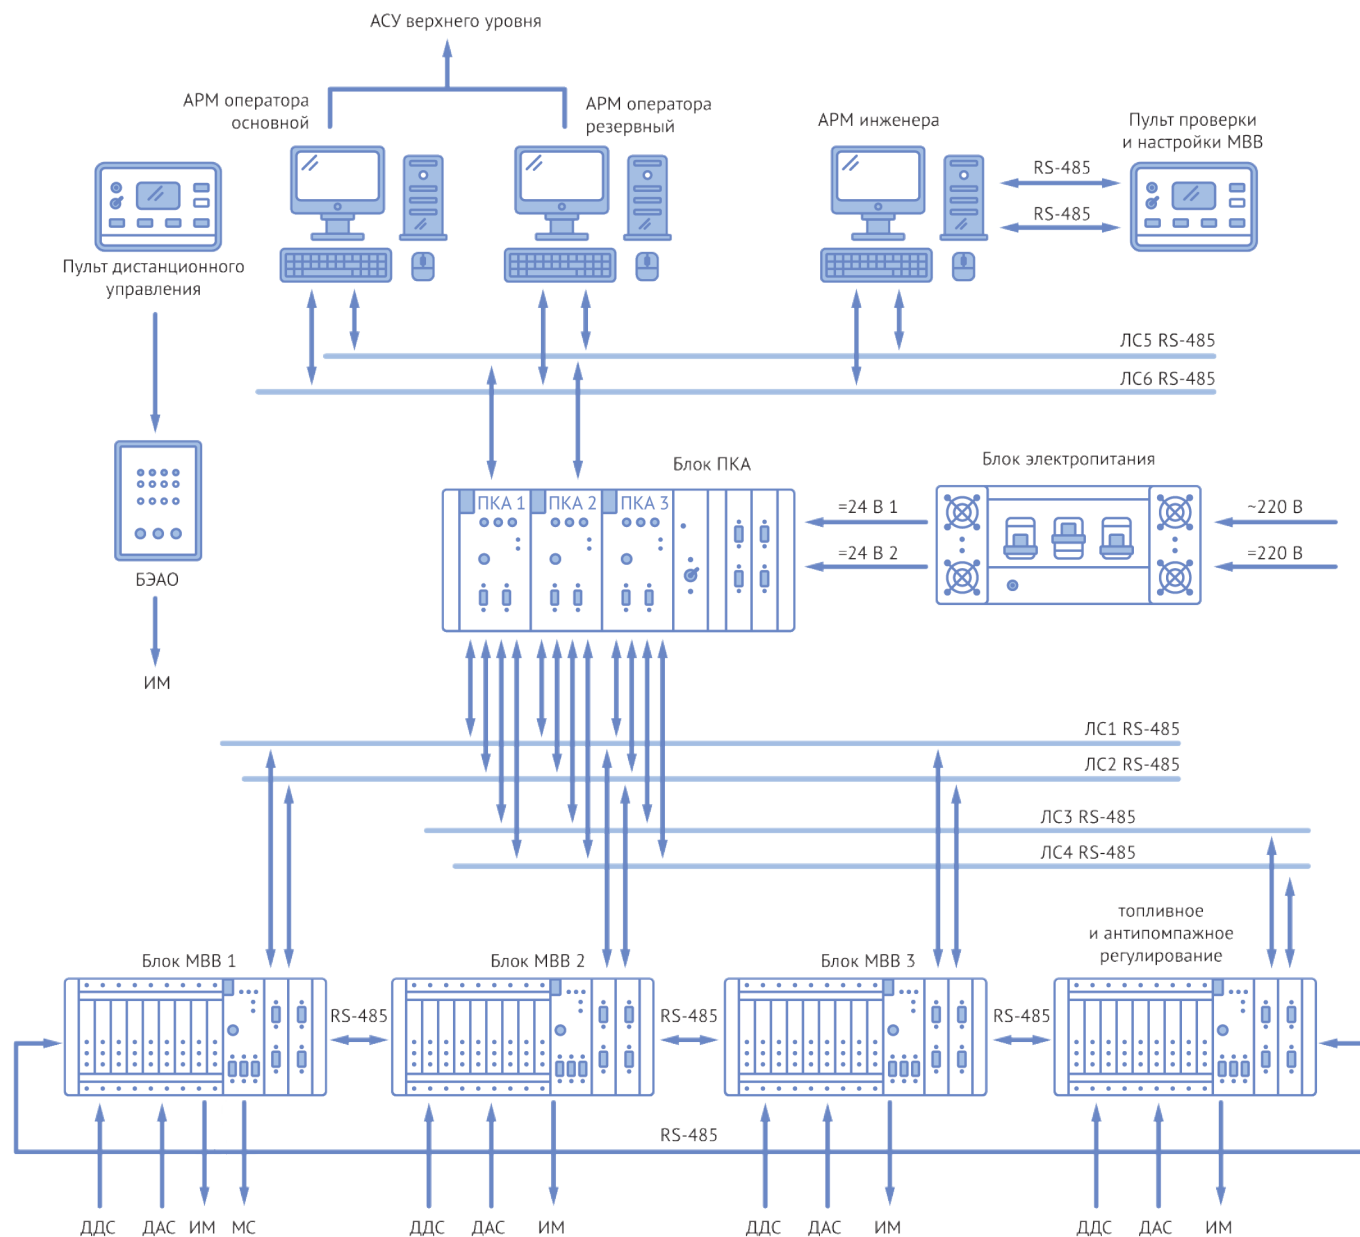 АСУ верхнего уровня
АРМ оператора
основной
АРМ оператора
резервный
АРМ инженера
Пульт проверки
и настройки МВВ
RS-485
RS-485
Пульт дистанционного
управления
ЛС5 RS-485
ЛС6 RS-485
Блок ПКА
Блок электропитания
ПКА 1
ПКА 2
ПКА 3
=24 В 1
=24 В 2
~220 В
=220 В
БЭАО
ИМ
ЛС1 RS-485
ЛС2 RS-485
ЛС3 RS-485
ЛС4 RS-485
топливное
и антипомпажное
регулирование
Блок МВВ 1
Блок МВВ 2
Блок МВВ 3
RS-485
RS-485
RS-485
RS-485
ДДС
ДАС
ИМ
МС
ДДС
ДАС
ИМ
ДДС
ДАС
ИМ
ДДС
ДАС
ИМ